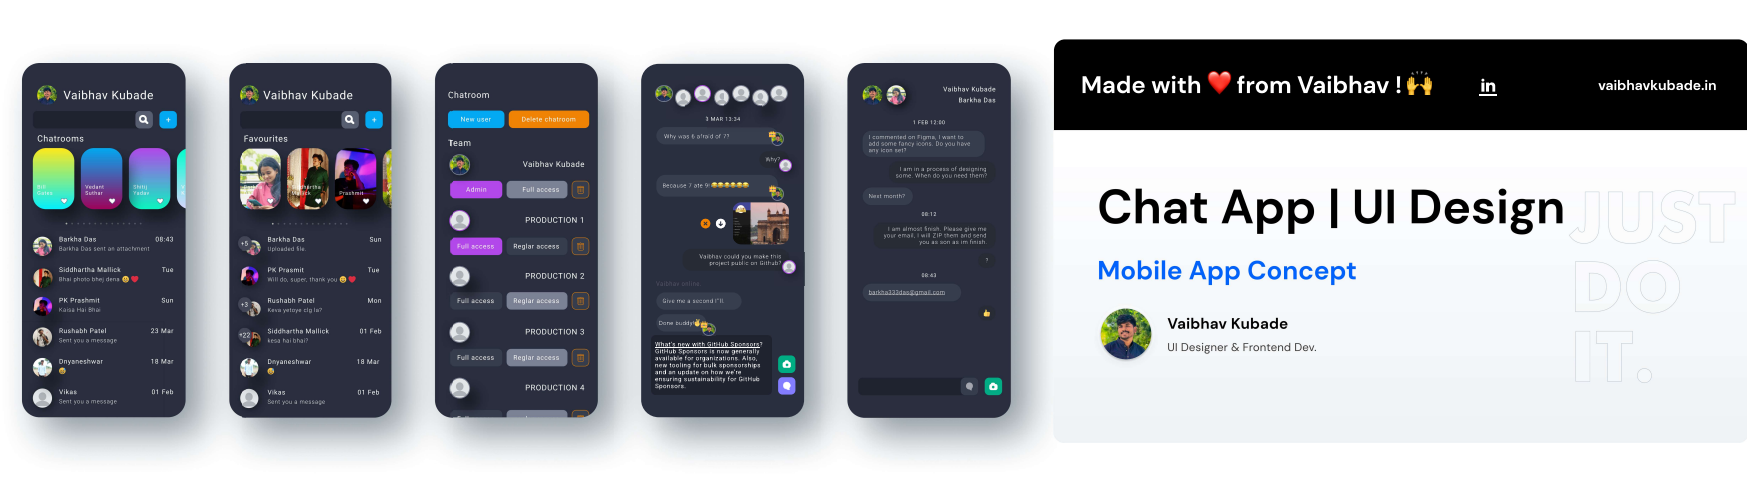 Vaibhav Kubade
+
Chatrooms
Bill
Gates
Vedant
Suthar
Shitij
Yadav
Barkha Das 08:43
Barkha Das sent an attachment
Siddhartha Mallick Tue
Bhai photo bhej dena 😄 ❤️
PK Prashmit Sun
Kaisa Hai Bhai
Rushabh Patel 23 Mar
Sent you a message
Dnyaneshwar 18 Mar
😄
Vikas 01 Feb
Sent you a message
Vaibhav Kubade
+
Favourites
Siddhartha
Mallick
Prashmit
+5
Barkha Das Sun
Uploaded file.
PK Prasmit Tue
Will do, super, thank you 😄 ❤️
+3
Rushabh Patel Mon
Keva yetoye clg la?
+22
Siddhartha Mallick 01 Feb
kesa hai bhai?
Dnyaneshwar 18 Mar
😄
Vikas 01 Feb
Sent you a message
Chatroom
New user Delete chatroom
Team
Vaibhav Kubade
Admin Full access
PRODUCTION 1
Full access Reglar access
PRODUCTION 2
Full access Reglar access
PRODUCTION 3
Full access Reglar access
PRODUCTION 4
3 MAR 13:34
Why was 6 afraid of 7?
Why?
Because 7 ate 9! 😂😂😂😂😂😂
Vaibhav could you make this
project public on Github?
Vaibhav online
Give me a second I'll
Done buddy!
What's new with GitHub Sponsors?
GitHub Sponsors is now generally
available for organizations. Also,
new tooling for bulk sponsorships
and an update on how we're
ensuring sustainability for GitHub
Sponsors.
Vaibhav Kubade
Barkha Das
1 FEB 12:00
I commented on Figma, I want to
add some fancy icons. Do you have
any icon set?
I am in a process of designing
some. When do you need them?
Next month?
08:12
I am almost finish. Please give me
your email, I will ZIP them and send
you as son as im finish.
?
08:43
barkha333das@gmail.com
👍
Made with ❤️ from Vaibhav ! 🙌 in vaibhavkubade.in
Chat App | UI Design
Mobile App Concept
Vaibhav Kubade
UI Designer & Frontend Dev.
JUST
DO
IT.